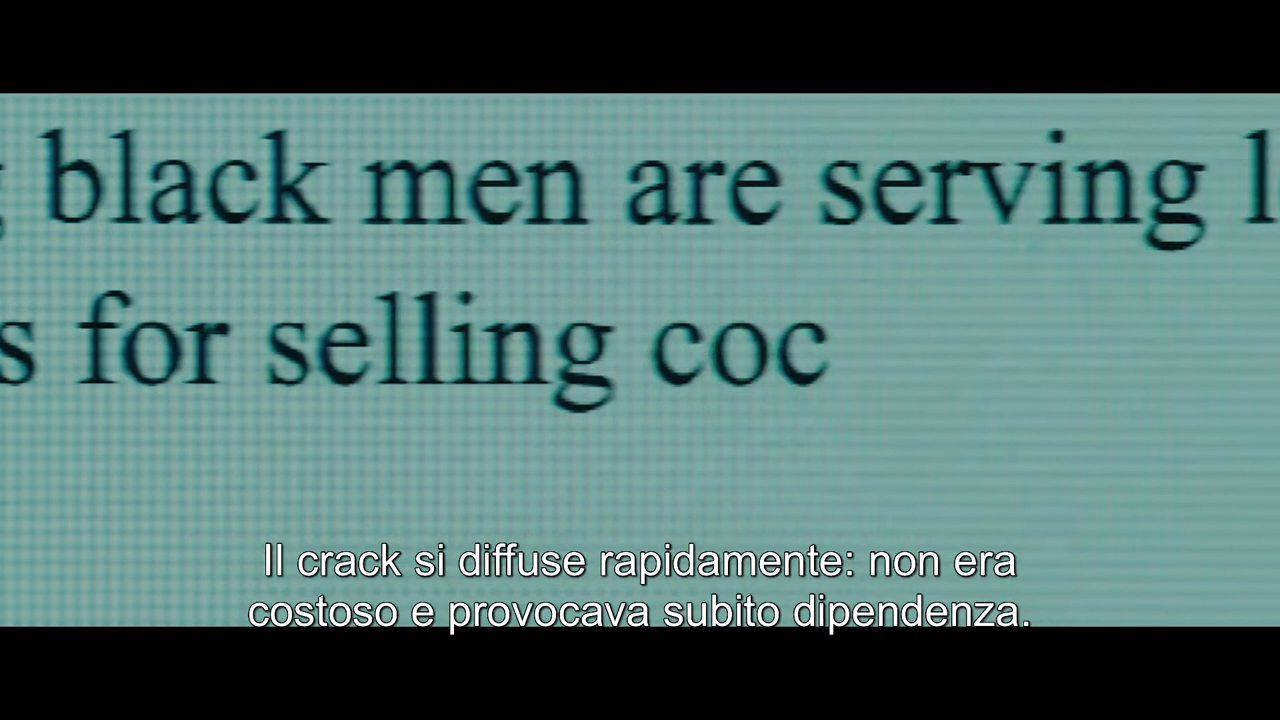 black men are serving
for selling coc
Il crack si diffuse rapidamente: non era
costoso e provocava subito dipendenza.